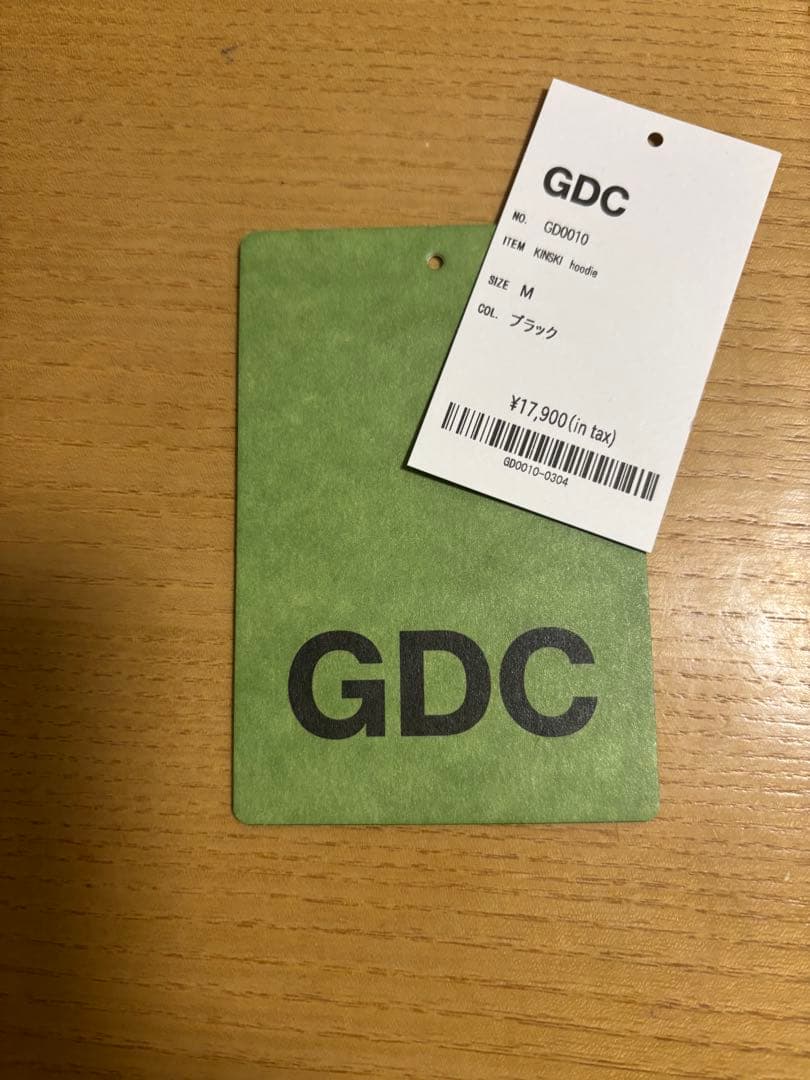 GDC
NO. GD0010
ITEM KINSKI hoodie
SIZE M
COL. ブラック
¥17,900(in tax)
GD0010-0304
GDC